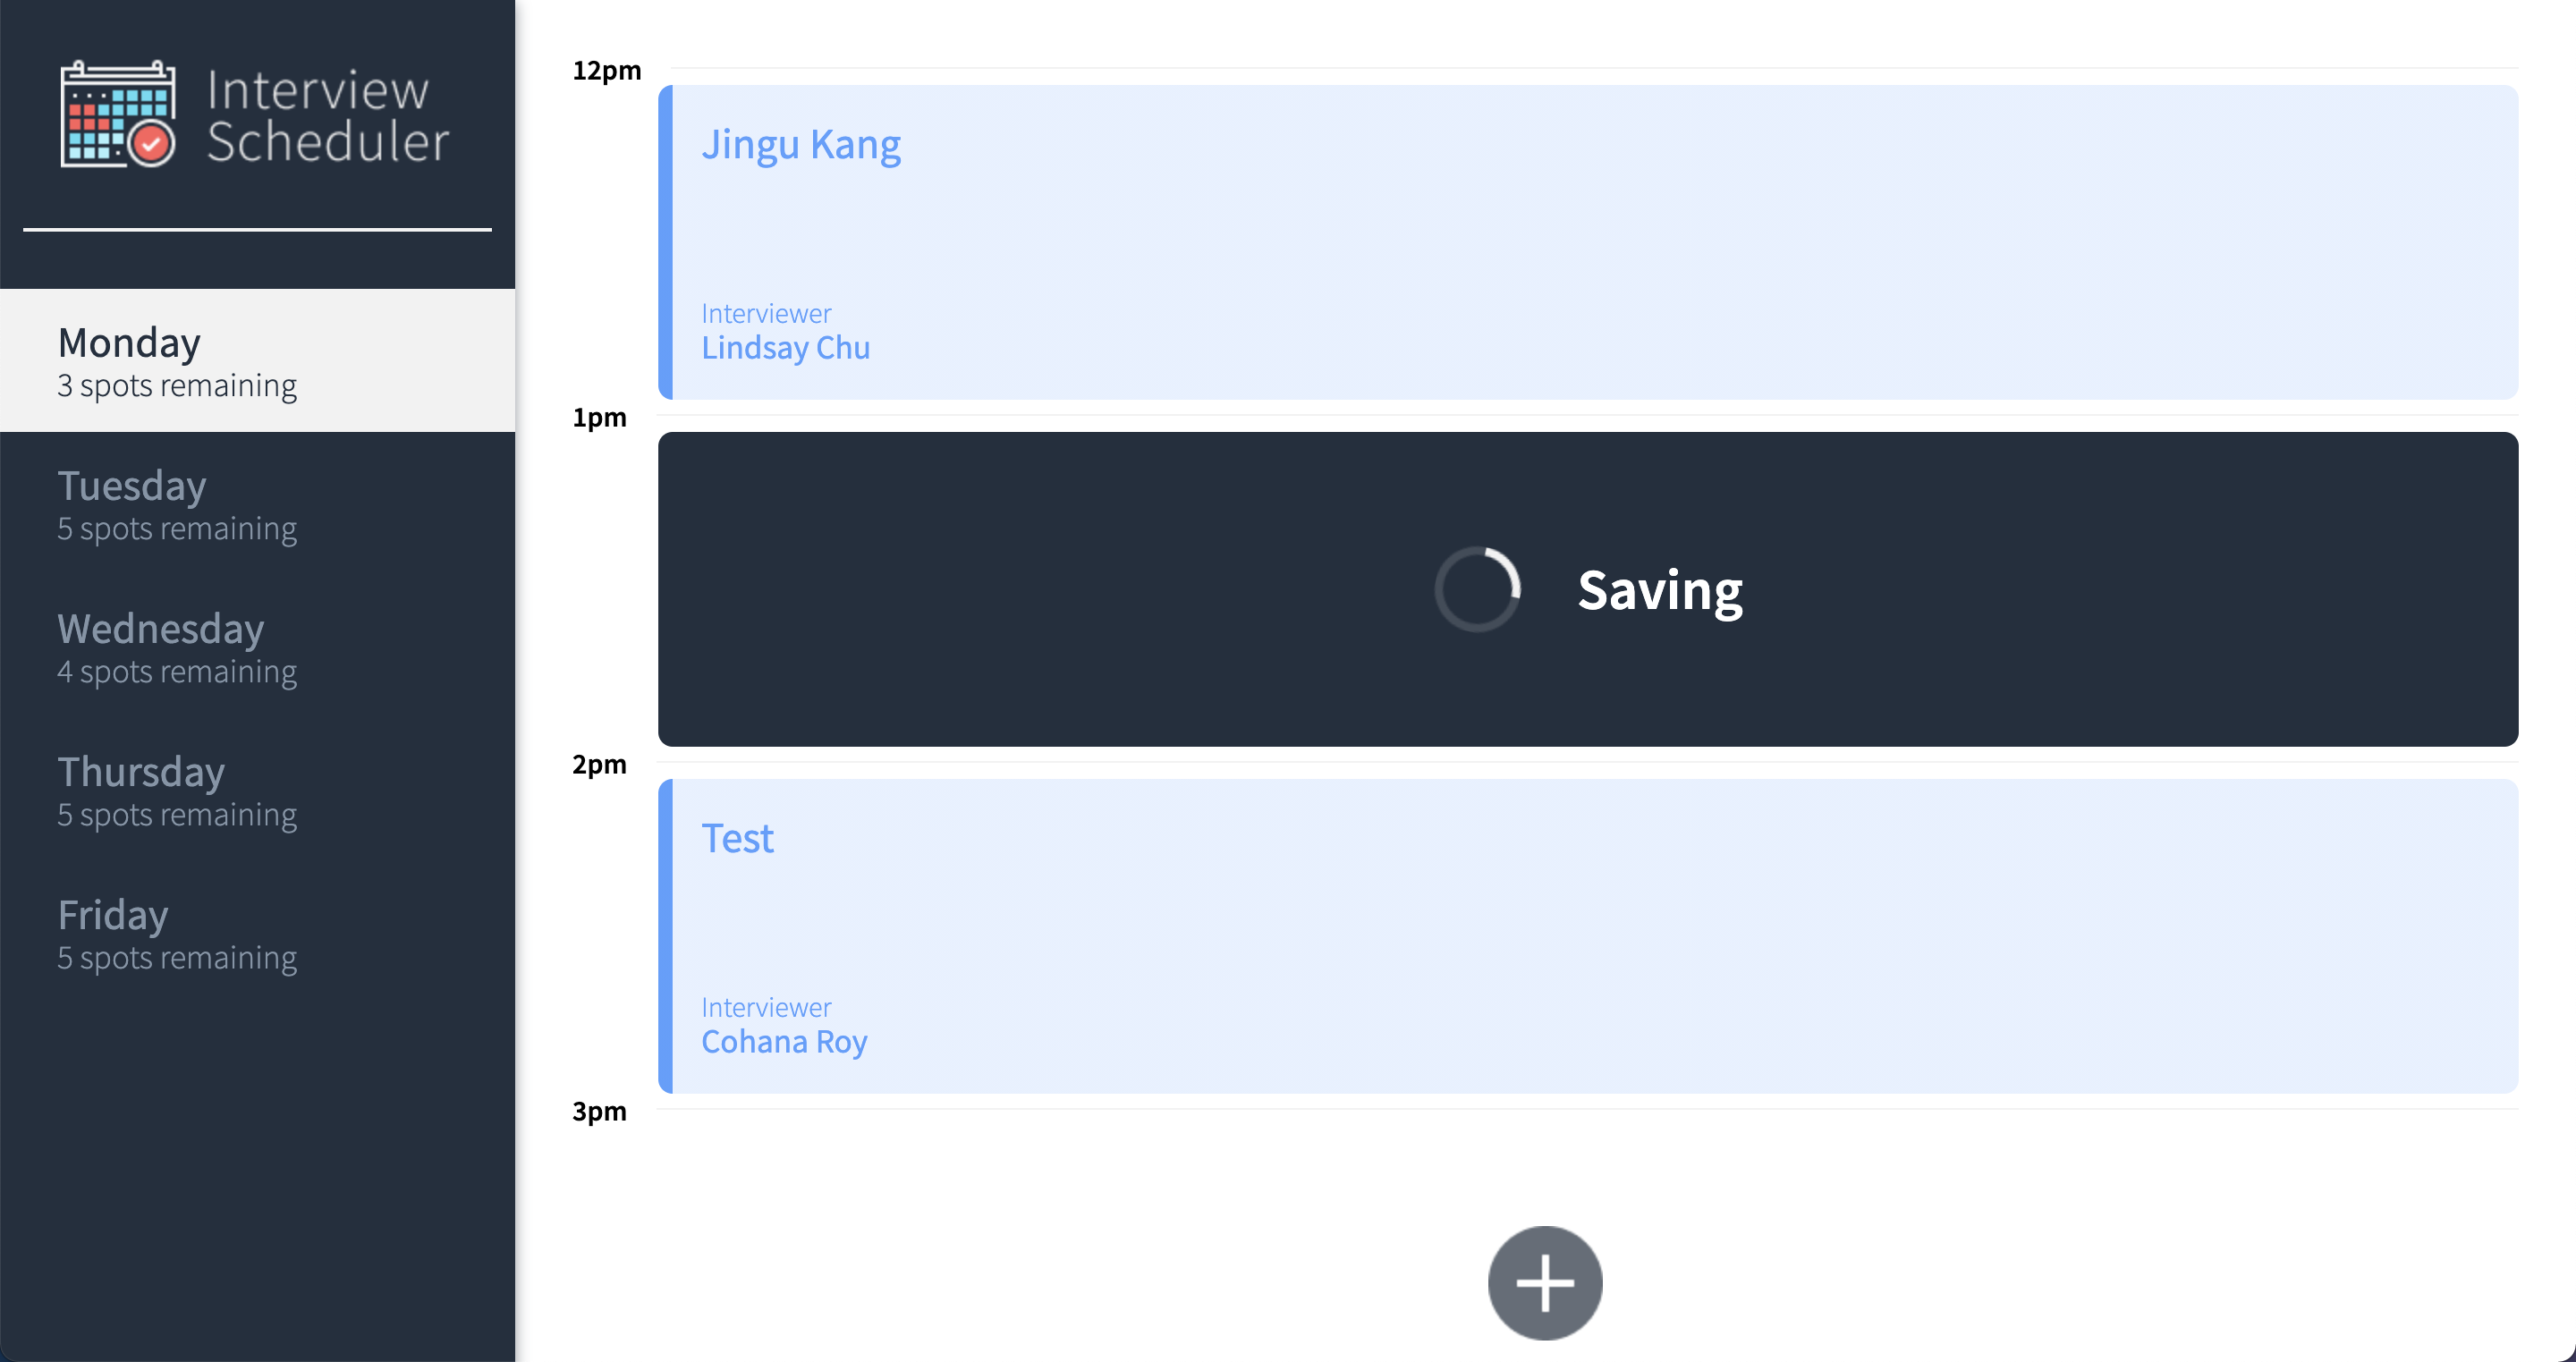 Interview
Scheduler
Monday
3 spots remaining
Tuesday
5 spots remaining
Wednesday
4 spots remaining
Thursday
5 spots remaining
Friday
5 spots remaining
12pm
Jingu Kang
Interviewer
Lindsay Chu
1pm
Saving
2pm
Test
Interviewer
Cohana Roy
3pm